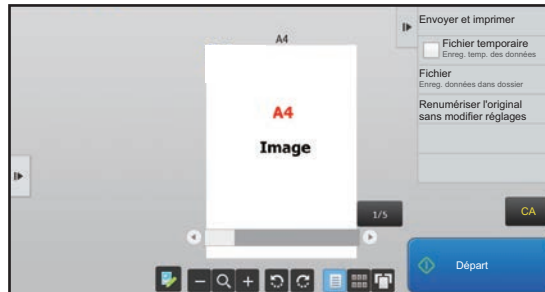 A4
A4
Image
1/5
Envoyer et imprimer
Fichier temporaire
Enreg. temp. des données
Fichier
Enreg. données dans dossier
Renumériser l'original
sans modifier réglages
CA
Départ